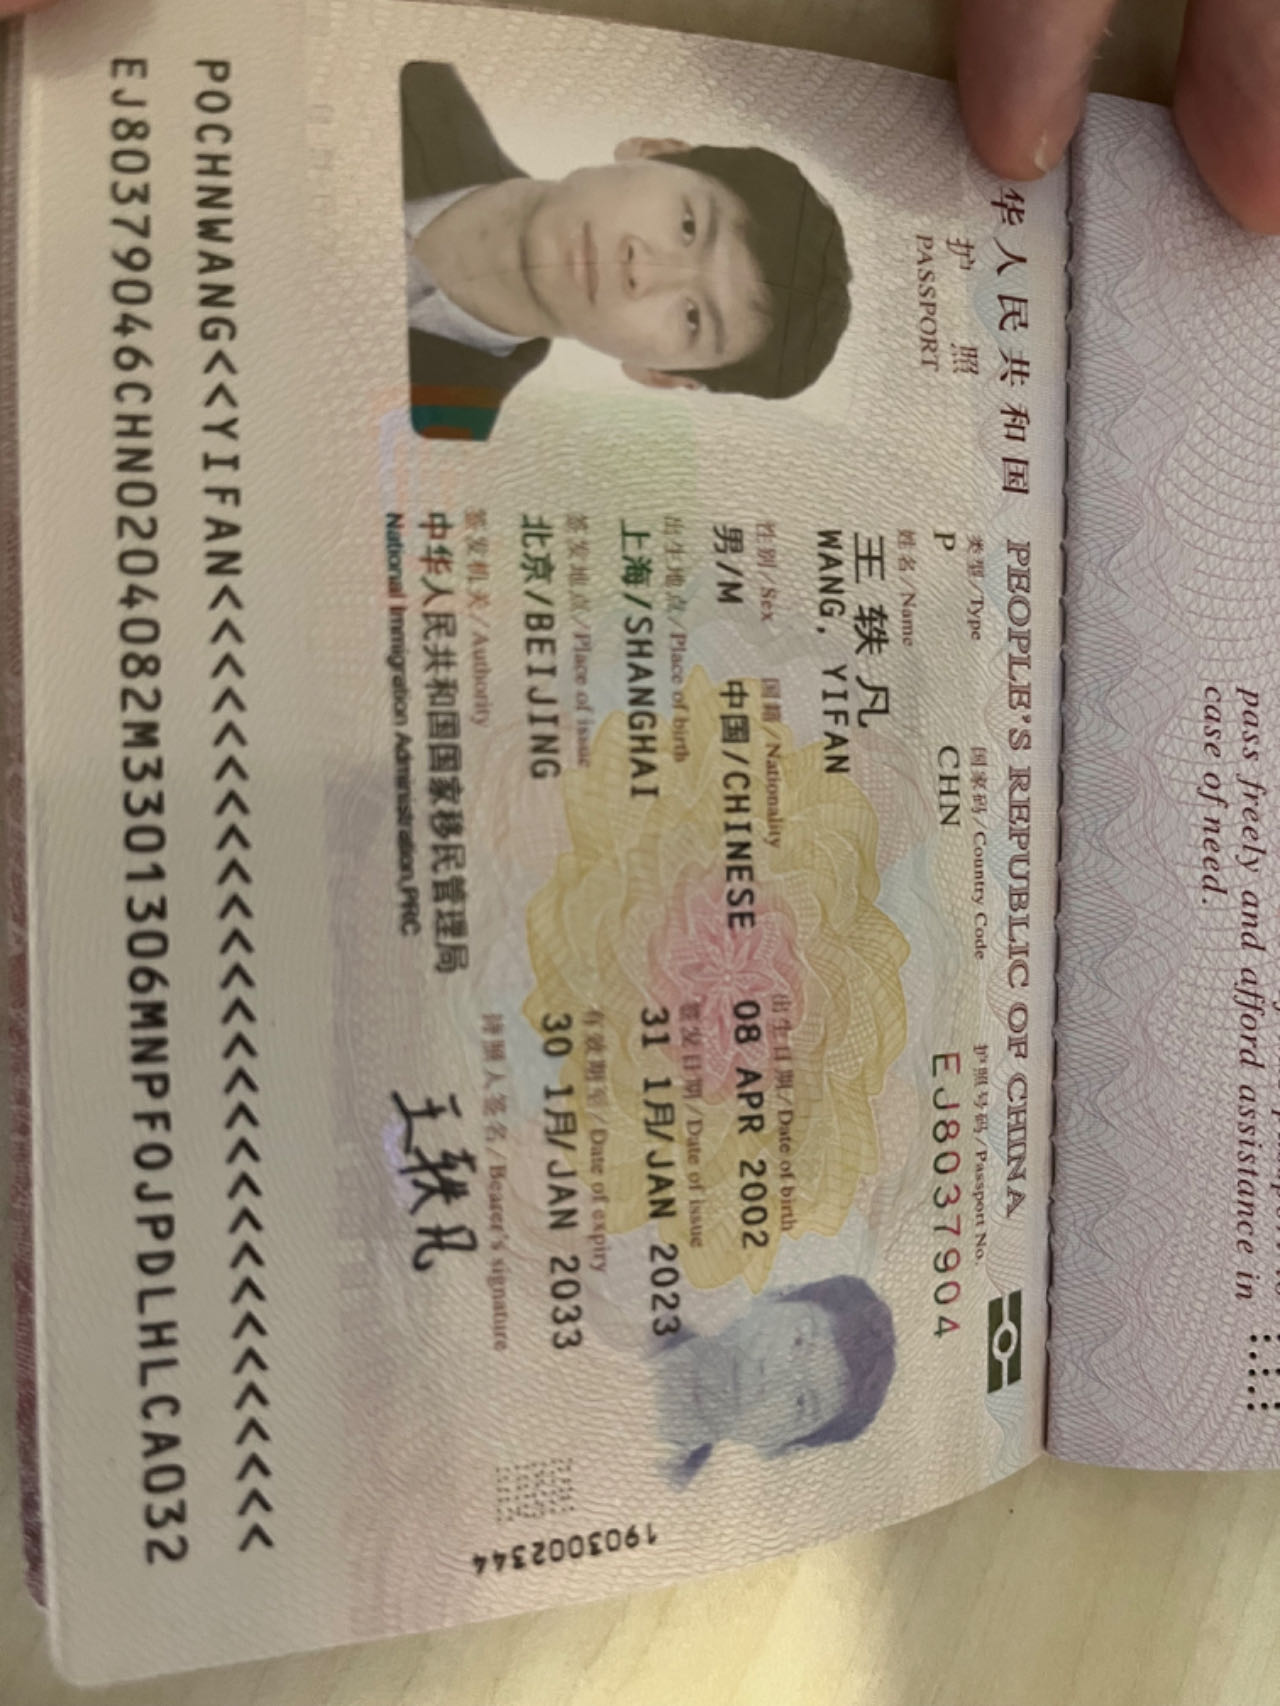 pass freely and afford assistance in
case of need.
华人民共和国 PEOPLE'S REPUBLIC OF CHINA
护 照
PASSPORT
类型/Type 国家码/Country Code 护照号码/Passport No.
P CHN EJ8037904
姓名/Name
王轶凡
WANG, YIFAN
性别/Sex 国籍/Nationality 出生日期/Date of birth
男/M 中国/CHINESE 08 APR 2002
出生地点/Place of birth 签发日期/Date of issue
上海/SHANGHAI 31 1月/JAN 2023
签发地点/Place of issue 有效期至/Date of expiry
北京/BEIJING 30 1月/JAN 2033
签发机关/Authority 持照人签名/Bearer's signature
中华人民共和国国家移民管理局
National Immigration Administration,PRC
王轶凡
1903002344
POCHNWANG<<YIFAN<<<<<<<<<<<<<<<<<<<<<<<<<<<<
EJ80379046CHN0204082M3301306MNPFOJPDLHLCA032